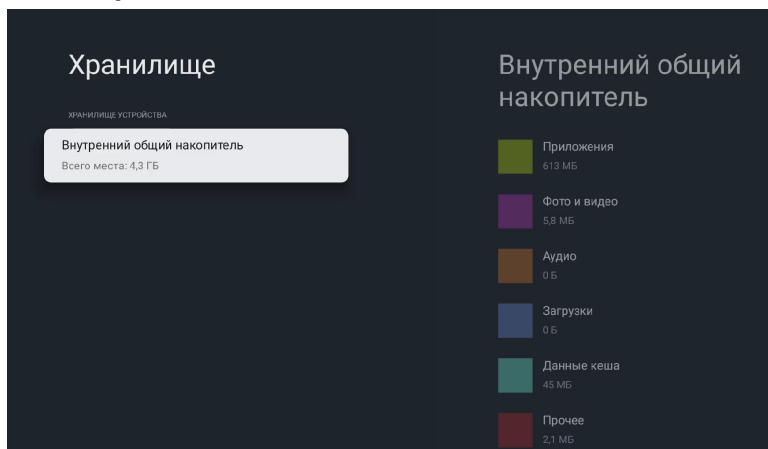 Хранилище
ХРАНИЛИЩЕ УСТРОЙСТВА
Внутренний общий накопитель
Всего места: 4,3 ГБ
Внутренний общий
накопитель
Приложения
613 МБ
Фото и видео
5,8 МБ
Аудио
0 Б
Загрузки
0 Б
Данные кеша
45 МБ
Прочее
2,1 МБ